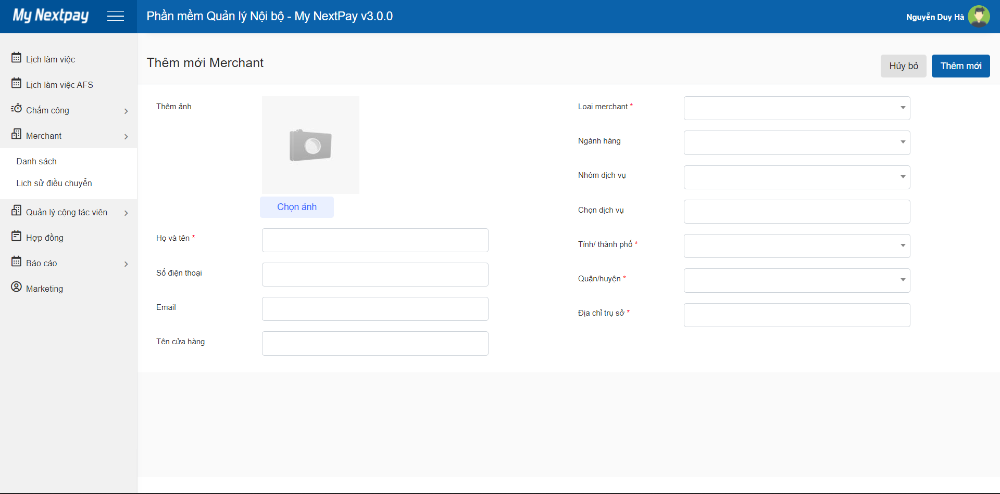 My Nextpay
Phần mềm Quản lý Nội bộ - My NextPay v3.0.0
Nguyễn Duy Hà
Lịch làm việc
Lịch làm việc AFS
Chấm công
Merchant
Danh sách
Lịch sử điều chuyển
Quản lý cộng tác viên
Hợp đồng
Báo cáo
Marketing
Thêm mới Merchant
Hủy bỏ
Thêm mới
Thêm ảnh
Chọn ảnh
Họ và tên *
Số điện thoại
Email
Tên cửa hàng
Loại merchant *
Ngành hàng
Nhóm dịch vụ
Chọn dịch vụ
Tỉnh/ thành phố *
Quận/huyện *
Địa chỉ trụ sở *